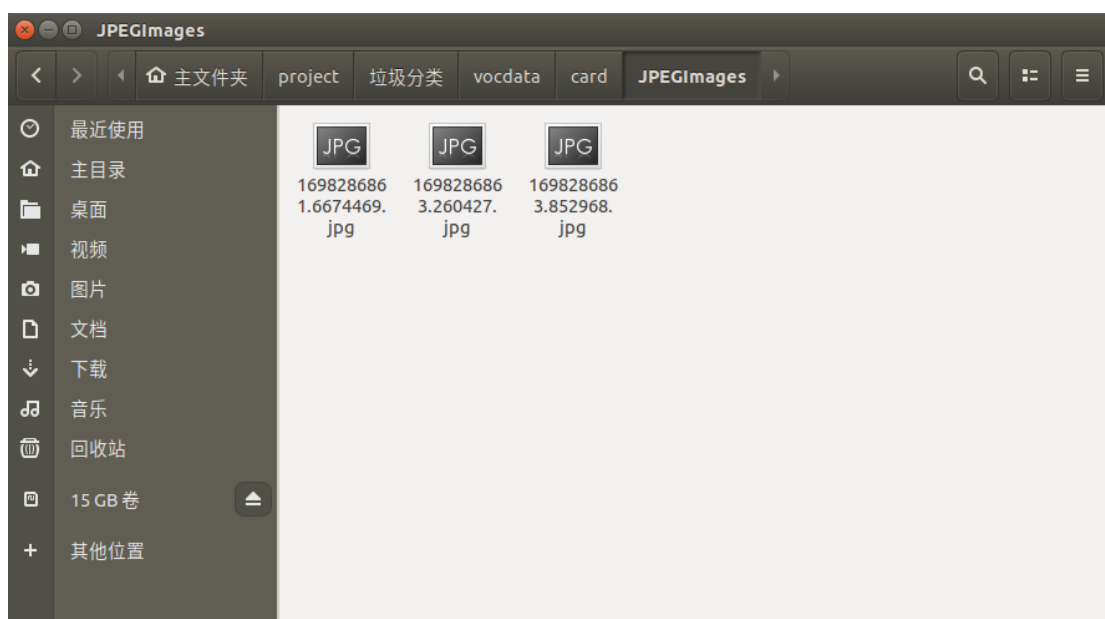 JPEGImages
主文件夹 project 垃圾分类 vocdata card JPEGImages
最近使用
主目录
桌面
视频
图片
文档
下载
音乐
回收站
15 GB 卷
其他位置
JPG
169828686
1.6674469.
jpg
JPG
169828686
3.260427.
jpg
JPG
169828686
3.852968.
jpg